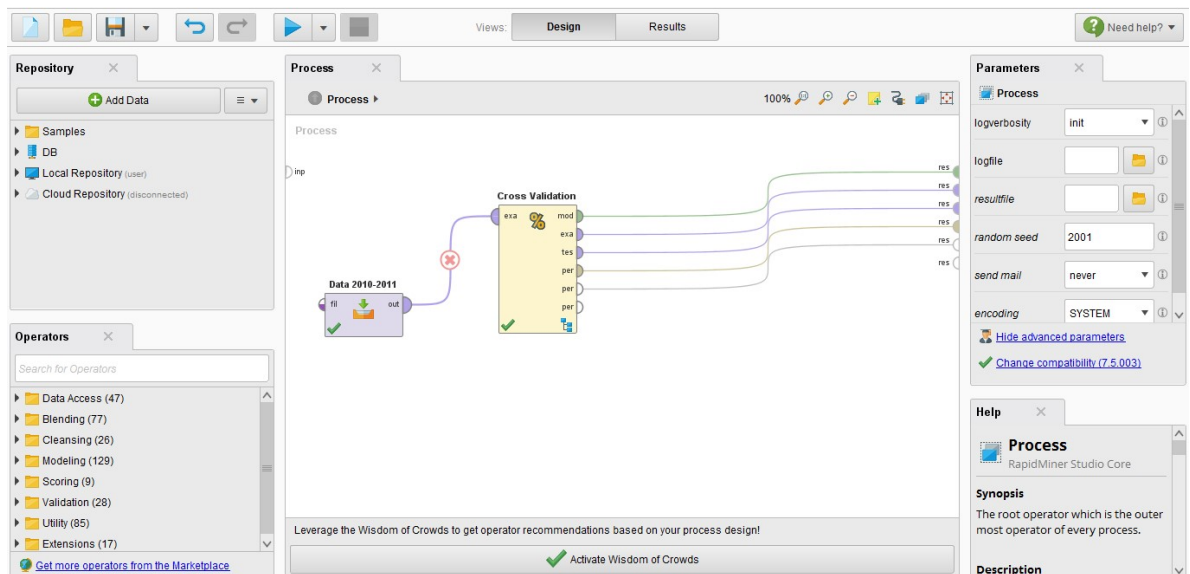 Views:
Design
Results
Need help?
Repository
Add Data
Samples
DB
Local Repository (user)
Cloud Repository (disconnected)
Operators
Search for Operators
Data Access (47)
Blending (77)
Cleansing (26)
Modeling (129)
Scoring (9)
Validation (28)
Utility (85)
Extensions (17)
Get more operators from the Marketplace
Process
Process
100%
Process
inp
Data 2010-2011
fil
out
Cross Validation
exa
%
mod
exa
tes
per
per
per
res
res
res
res
res
res
Leverage the Wisdom of Crowds to get operator recommendations based on your process design!
Activate Wisdom of Crowds
Parameters
Process
logverbosity
init
logfile
resultfile
random seed
2001
send mail
never
encoding
SYSTEM
Hide advanced parameters
Change compatibility (7.5.003)
Help
Process
RapidMiner Studio Core
Synopsis
The root operator which is the outer
most operator of every process.
Description